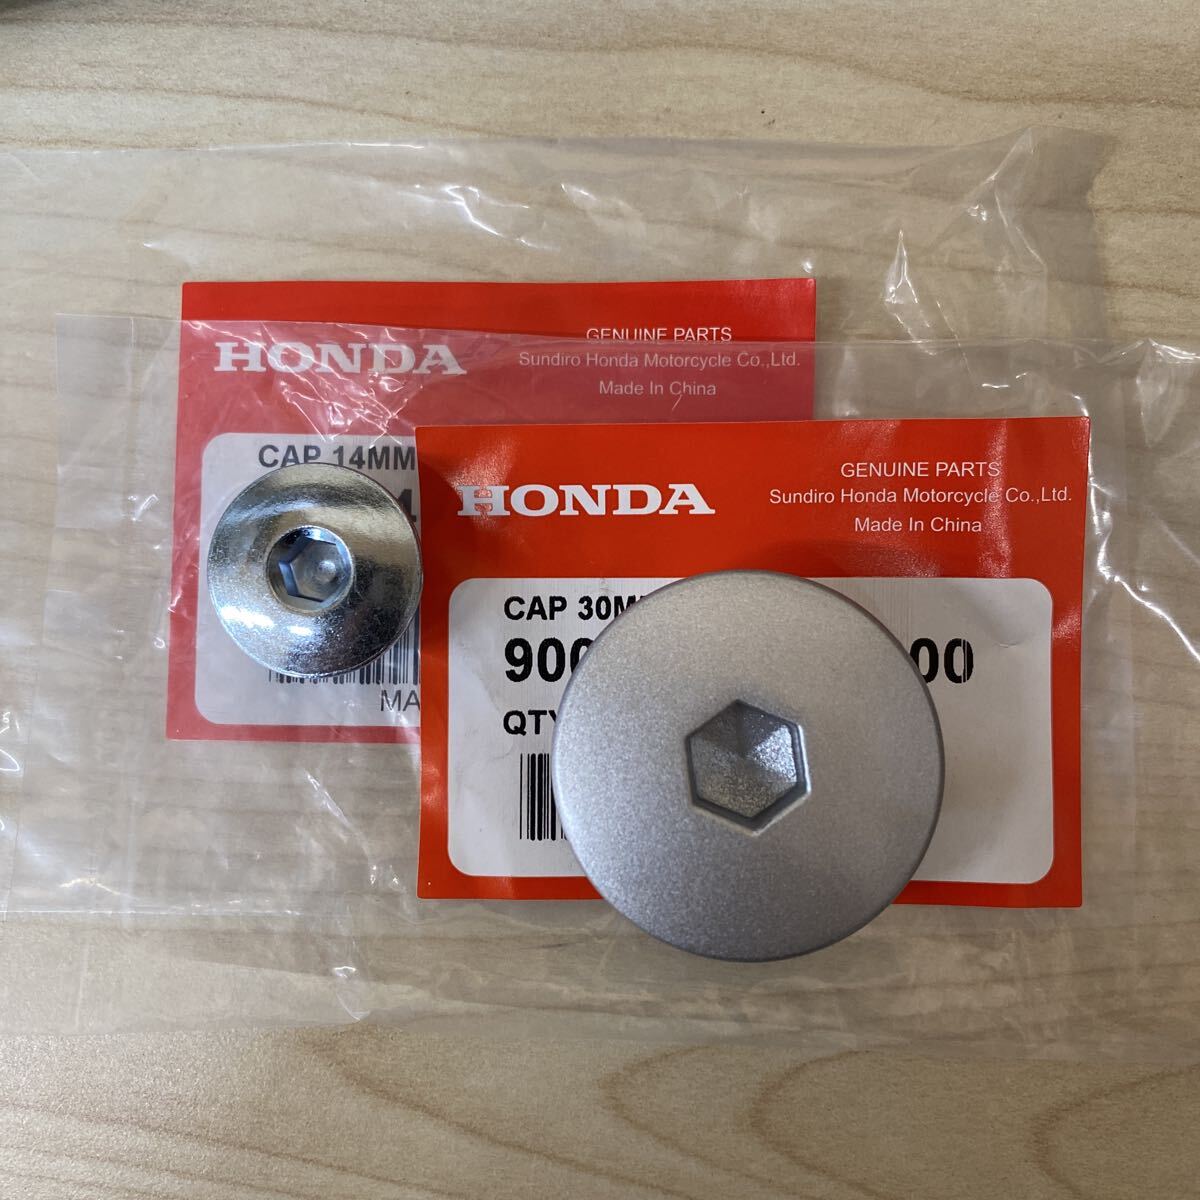 HONDA
GENUINE PARTS
Sundiro Honda Motorcycle Co.,Ltd.
Made In China
CAP 14MM
HONDA
GENUINE PARTS
Sundiro Honda Motorcycle Co.,Ltd.
Made In China
CAP 30M
900 00
QTY